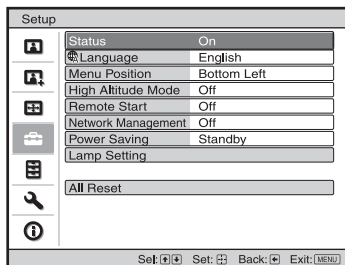 Setup
Status On
Language English
Menu Position Bottom Left
High Altitude Mode Off
Remote Start Off
Network Management Off
Power Saving Standby
Lamp Setting
All Reset
Sel: Set: Back: Exit: MENU